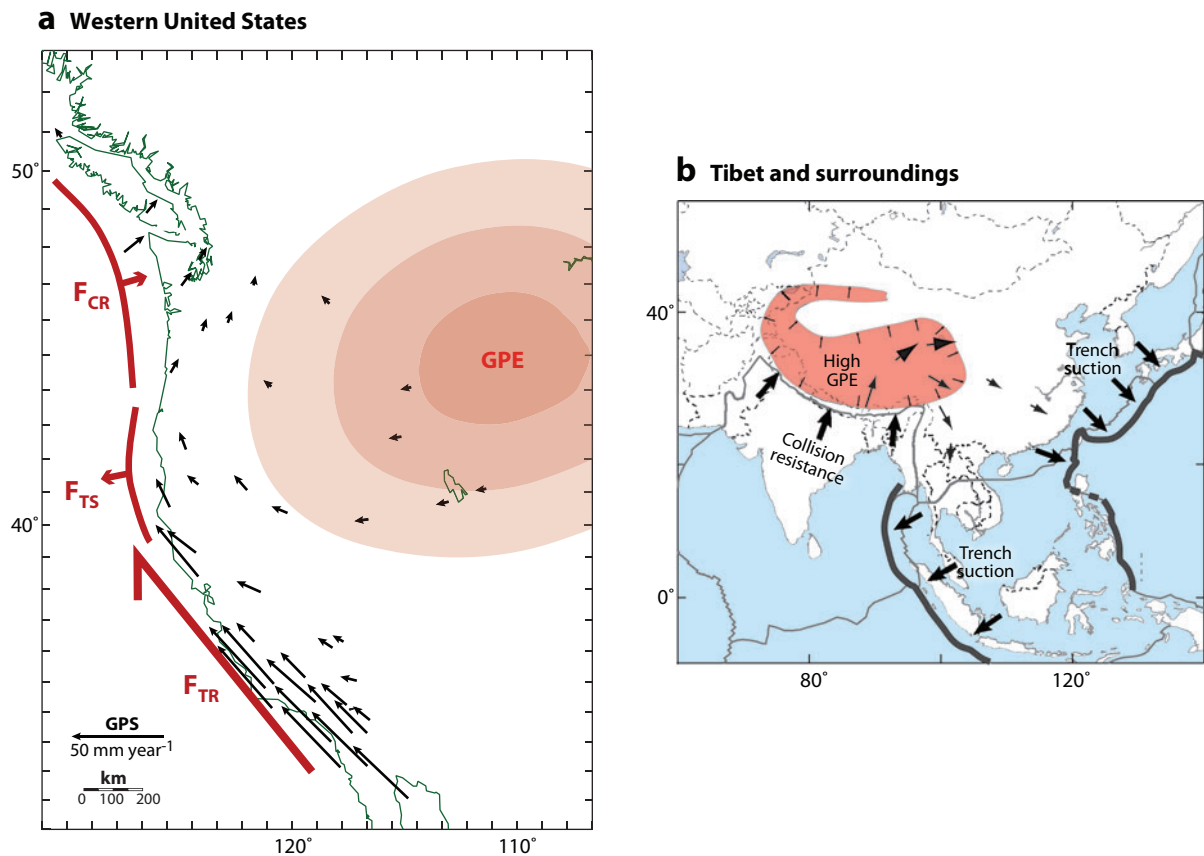 a Western United States
50°
F_CR
GPE
F_TS
40°
F_TR
GPS
50 mm year⁻¹
km
0 100 200
120°
110°
b Tibet and surroundings
40°
Trench
suction
High
GPE
Collision
resistance
Trench
suction
0°
80°
120°